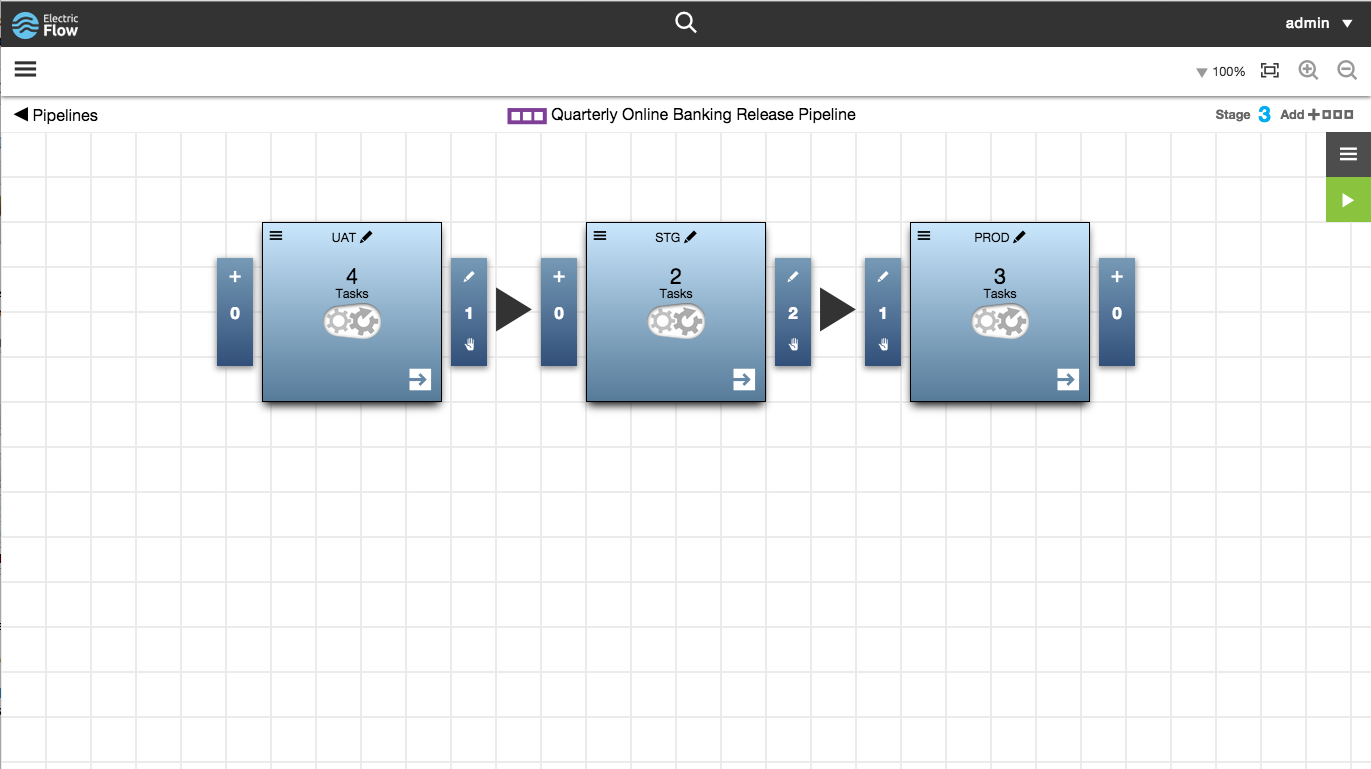 Electric
Flow
admin
100%
Pipelines
Quarterly Online Banking Release Pipeline
Stage 3 Add
UAT
4
Tasks
0
1
STG
2
Tasks
0
2
PROD
3
Tasks
1
0